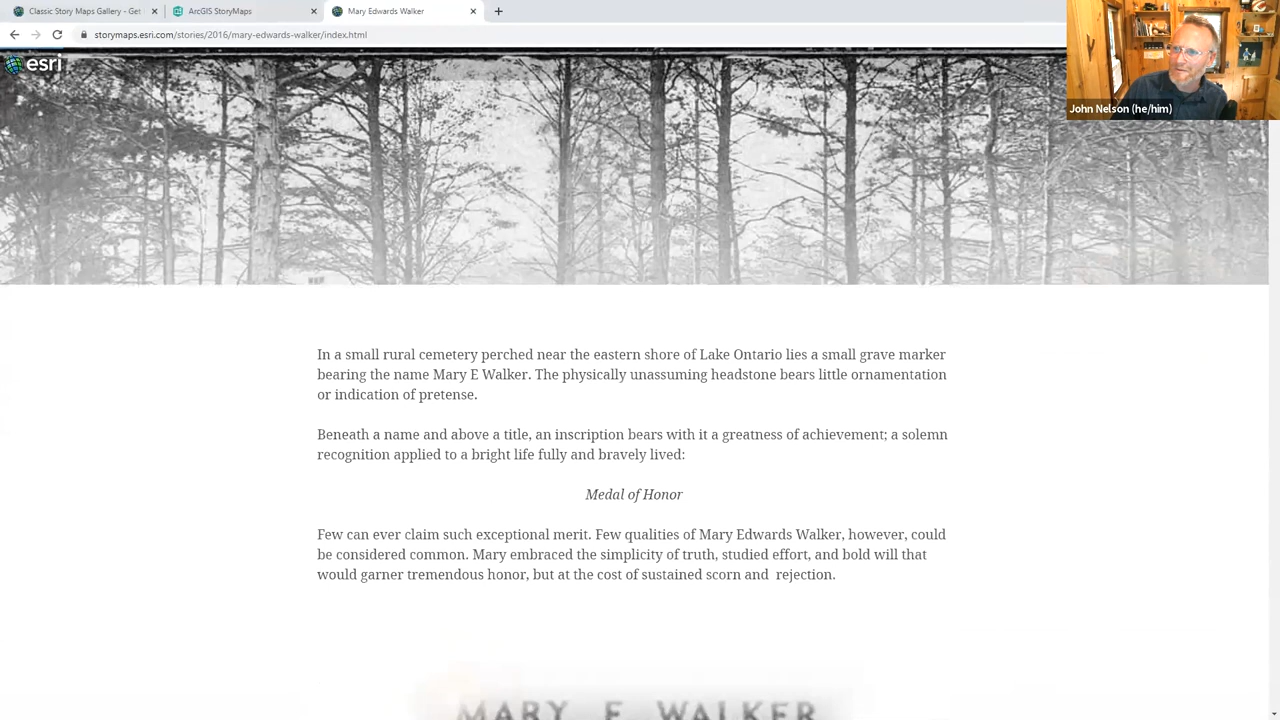 Classic Story Maps Gallery - Get
ArcGIS StoryMaps
Mary Edwards Walker
storymaps.esri.com/stories/2016/mary-edwards-walker/index.html
esri
John Nelson (he/him)
In a small rural cemetery perched near the eastern shore of Lake Ontario lies a small grave marker
bearing the name Mary E Walker. The physically unassuming headstone bears little ornamentation
or indication of pretense.
Beneath a name and above a title, an inscription bears with it a greatness of achievement; a solemn
recognition applied to a bright life fully and bravely lived:
Medal of Honor
Few can ever claim such exceptional merit. Few qualities of Mary Edwards Walker, however, could
be considered common. Mary embraced the simplicity of truth, studied effort, and bold will that
would garner tremendous honor, but at the cost of sustained scorn and  rejection.
MARY E WALKER